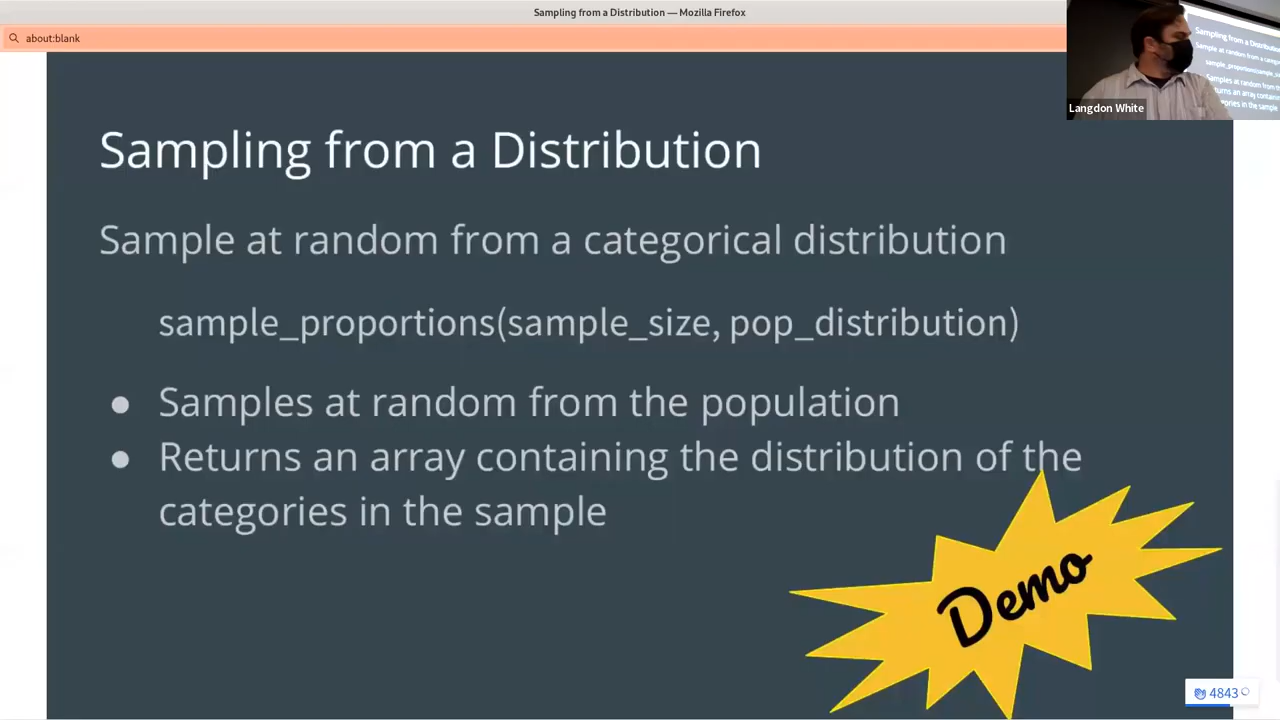 Sampling from a Distribution — Mozilla Firefox
about:blank
Langdon White
Sampling from a Distribution
Sample at random from a categorical distribution
sample_proportions(sample_size, pop_distribution)
● Samples at random from the population
● Returns an array containing the distribution of the
categories in the sample
Demo
4843